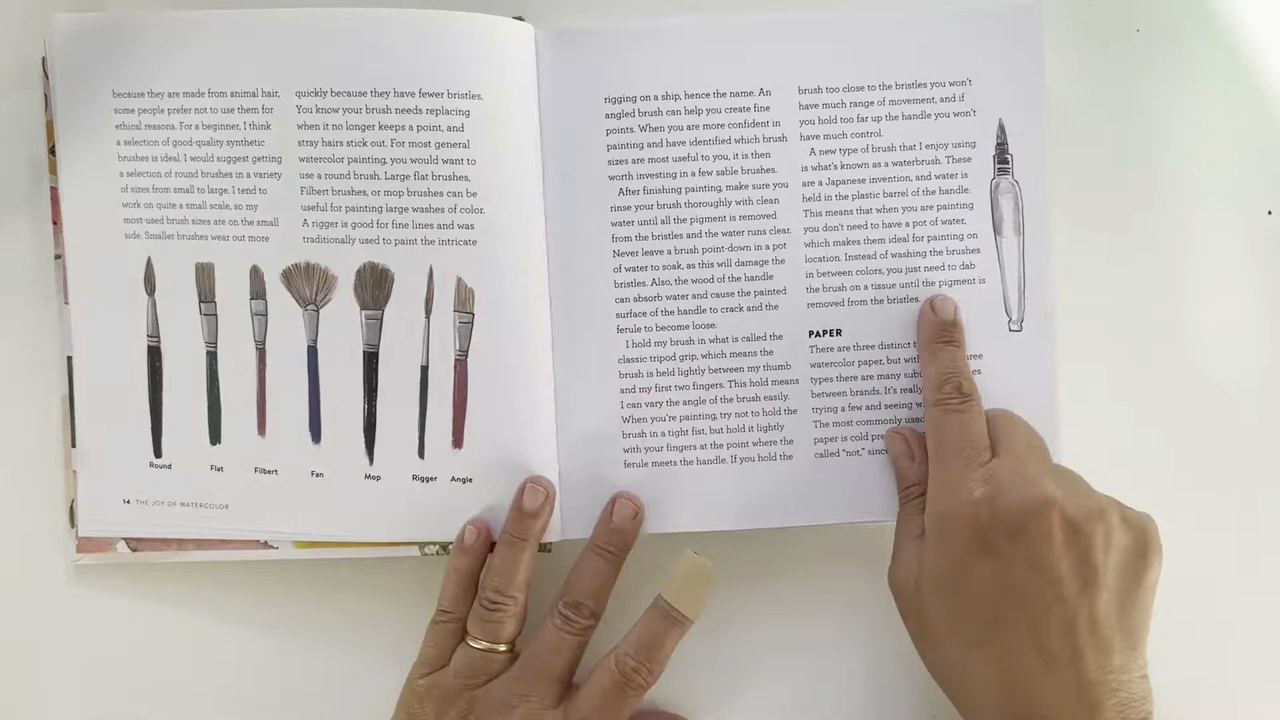 because they are made from animal hair,
some people prefer not to use them for
ethical reasons. For a beginner, I think
a selection of good-quality synthetic
brushes is ideal. I would suggest getting
a selection of round brushes in a variety
of sizes from small to large. I tend to
work on quite a small scale, so my
most-used brush sizes are on the small
side. Smaller brushes wear out more
quickly because they have fewer bristles.
You know your brush needs replacing
when it no longer keeps a point, and
stray hairs stick out. For most general
watercolor painting, you would want to
use a round brush. Large flat brushes,
Filbert brushes, or mop brushes can be
useful for painting large washes of color.
A rigger is good for fine lines and was
traditionally used to paint the intricate
Round
Flat
Filbert
Fan
Mop
Rigger
Angle
14 THE JOY OF WATERCOLOR
rigging on a ship, hence the name. An
angled brush can help you create fine
points. When you are more confident in
painting and have identified which brush
sizes are most useful to you, it is then
worth investing in a few sable brushes.
After finishing painting, make sure you
rinse your brush thoroughly with clean
water until all the pigment is removed
from the bristles and the water runs clear.
Never leave a brush point-down in a pot
of water to soak, as this will damage the
bristles. Also, the wood of the handle
can absorb water and cause the painted
surface of the handle to crack and the
ferule to become loose.
I hold my brush in what is called the
classic tripod grip, which means the
brush is held lightly between my thumb
and my first two fingers. This hold means
I can vary the angle of the brush easily.
When you're painting, try not to hold the
brush in a tight fist, but hold it lightly
with your fingers at the point where the
ferule meets the handle. If you hold the
brush too close to the bristles you won't
have much range of movement, and if
you hold too far up the handle you won't
have much control.
A new type of brush that I enjoy using
is what's known as a waterbrush. These
are a Japanese invention, and water is
held in the plastic barrel of the handle.
This means that when you are painting
you don't need to have a pot of water,
which makes them ideal for painting on
location. Instead of washing the brushes
in between colors, you just need to dab
the brush on a tissue until the pigment is
removed from the bristles.
PAPER
There are three distinct
watercolor paper, but
types there are many
between brands. It's really
trying a few and seeing
The most commonly used
paper is cold
called "not," since